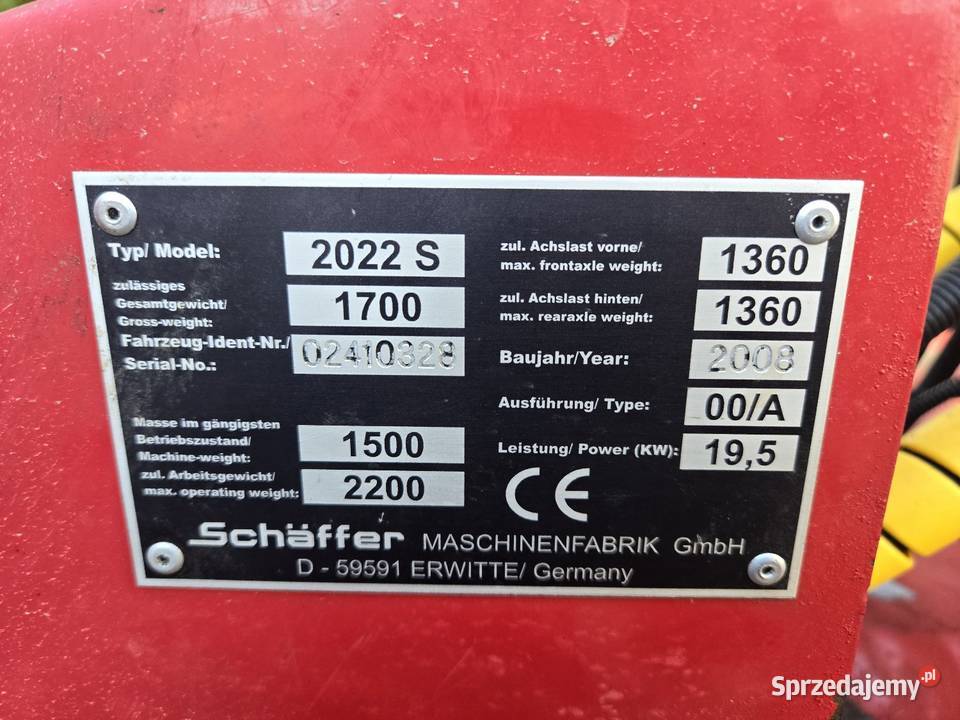 Typ/ Model: 2022 S
zulässiges
Gesamtgewicht/
Gross-weight: 1700
Fahrzeug-Ident-Nr./
Serial-No.: 02410828
Masse im gängigsten
Betriebszustand/
Machine-weight: 1500
zul. Arbeitsgewicht/
max. operating weight: 2200
zul. Achslast vorne/
max. frontaxle weight: 1360
zul. Achslast hinten/
max. rearaxle weight: 1360
Baujahr/Year: 2008
Ausführung/ Type: 00/A
Leistung/ Power (KW): 19,5
CE
Schäffer MASCHINENFABRIK GmbH
D - 59591 ERWITTE/ Germany
Sprzedajemy.pl